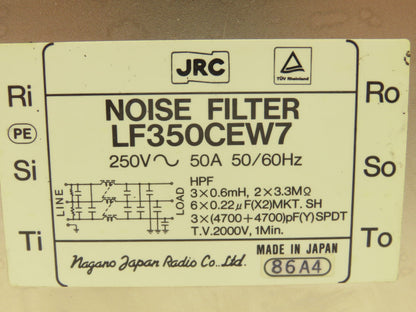 JRC
TÜV Rheinland
Ri
Ro
NOISE FILTER
LF350CEW7
PE
250V～ 50A 50/60Hz
Si
So
HPF
3×0.6mH, 2×3.3MΩ
6×0.22μF(X2)MKT. SH
3×(4700+4700)pF(Y)SPDT
T.V.2000V, 1Min.
LINE
LOAD
Ti
To
MADE IN JAPAN
Nagano Japan Radio Co., Ltd.
86A4